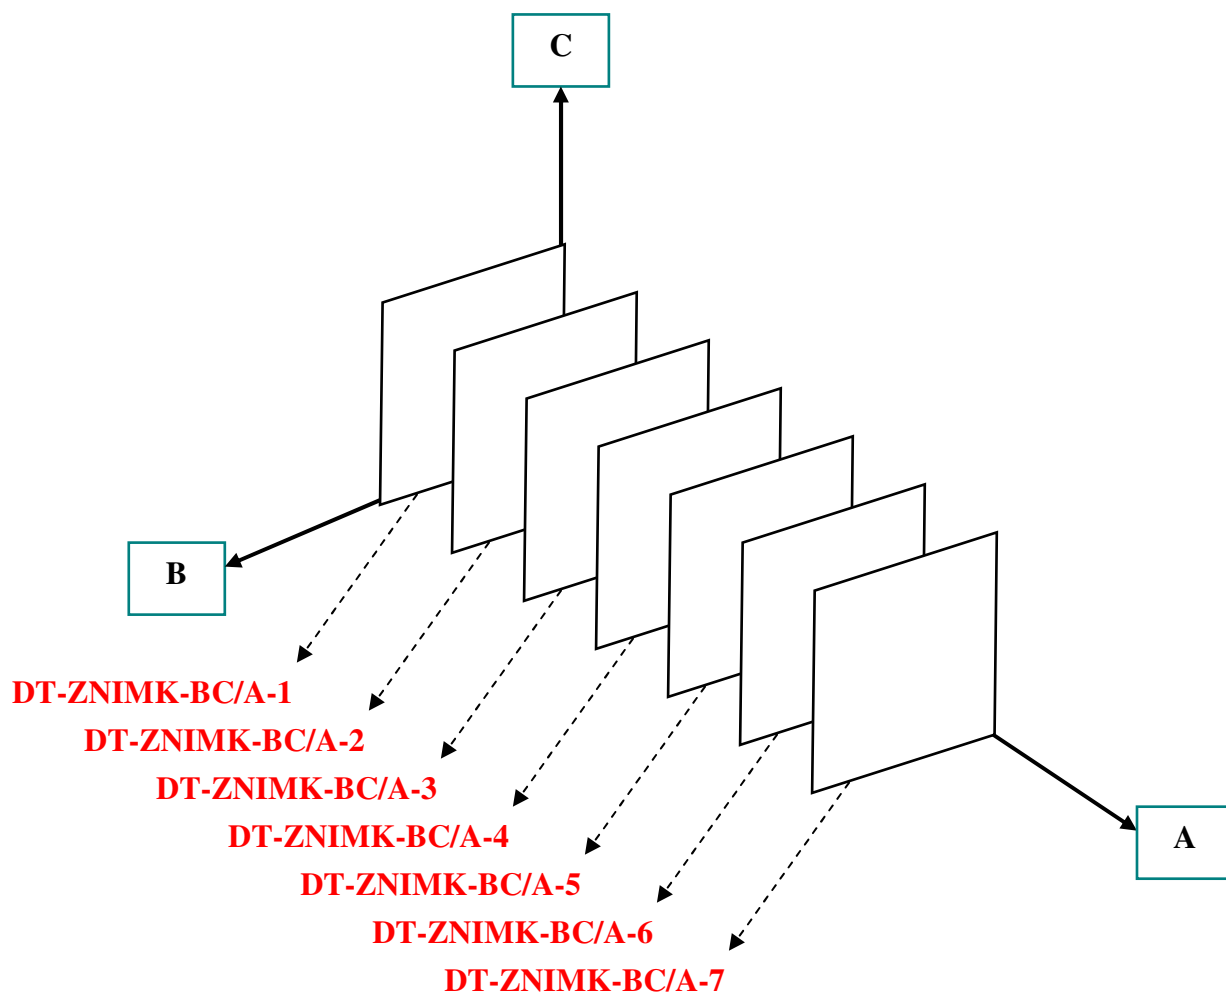 C
B
DT-ZNIMK-BC/A-1
DT-ZNIMK-BC/A-2
DT-ZNIMK-BC/A-3
DT-ZNIMK-BC/A-4
A
DT-ZNIMK-BC/A-5
DT-ZNIMK-BC/A-6
DT-ZNIMK-BC/A-7